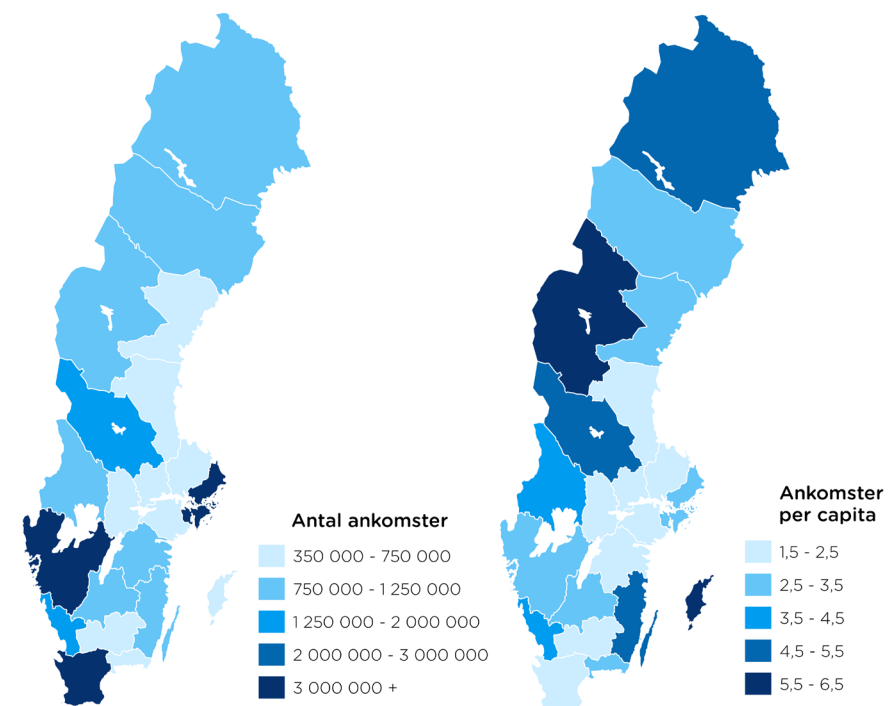 Antal ankomster
350 000 - 750 000
750 000 - 1 250 000
1 250 000 - 2 000 000
2 000 000 - 3 000 000
3 000 000 +
Ankomster
per capita
1,5 - 2,5
2,5 - 3,5
3,5 - 4,5
4,5 - 5,5
5,5 - 6,5